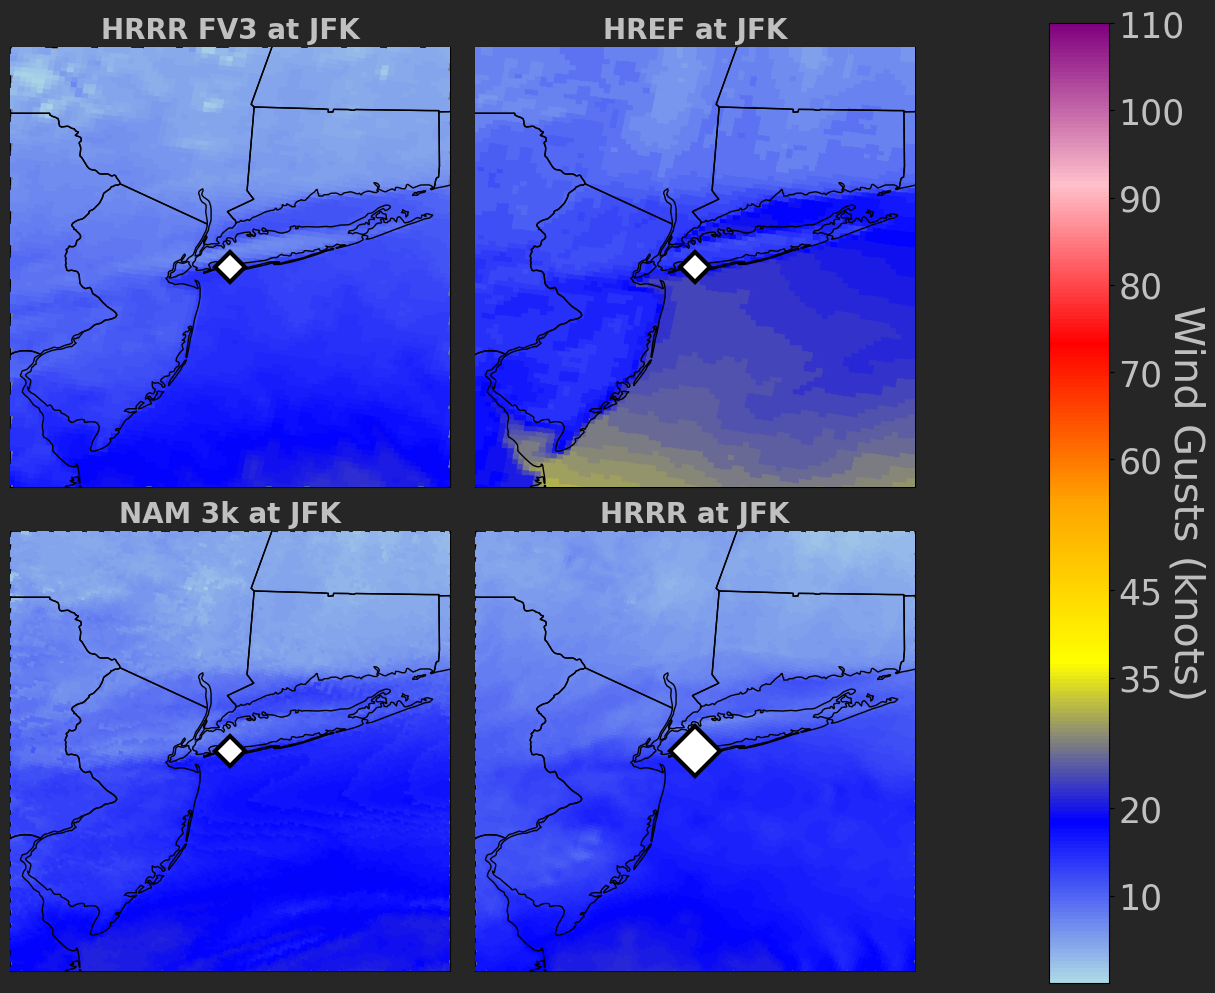 HRRR FV3 at JFK
HREF at JFK
NAM 3k at JFK
HRRR at JFK
110
100
90
80
70
60
45
35
20
10
Wind Gusts (knots)